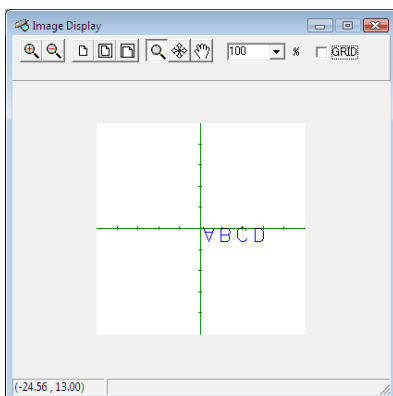 Image Display
100 % GRID
ABCD
(-24.56 , 13.00)